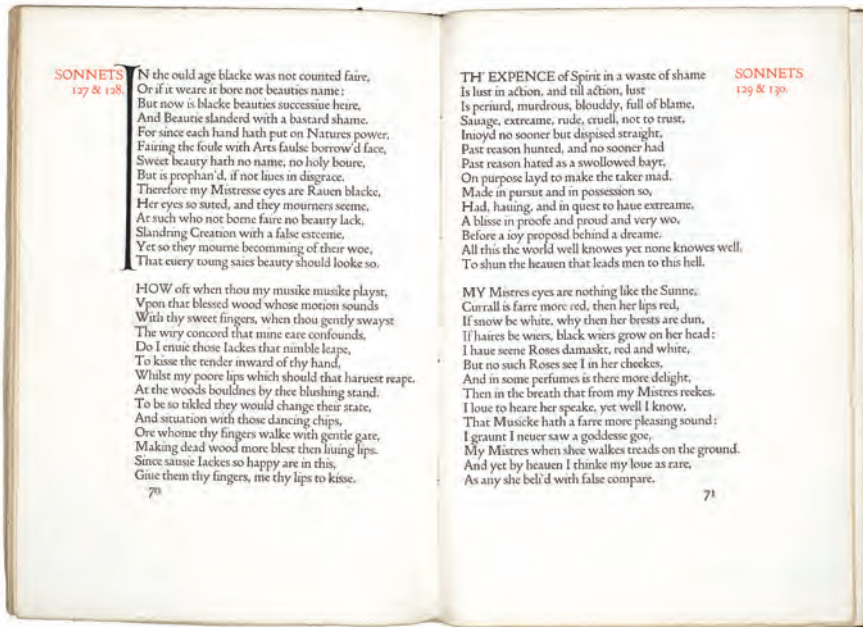 SONNETS
127 & 128.
IN the ould age blacke was not counted faire,
Or if it weare it bore not beauties name:
But now is blacke beauties successiue heire,
And Beautie slanderd with a bastard shame.
For since each hand hath put on Natures power,
Fairing the foule with Arts faulse borrow'd face,
Sweet beauty hath no name, no holy boure,
But is prophan'd, if not liues in disgrace.
Therefore my Mistresse eyes are Rauen blacke,
Her eyes so suted, and they mourners seeme,
At such who not borne faire no beauty lack,
Slandring Creation with a false esteeme,
Yet so they mourne becomming of their woe,
That euery toung saies beauty should looke so.
HOW oft when thou my musike musike playst,
Vpon that blessed wood whose motion sounds
With thy sweet fingers, when thou gently swayst
The wiry concord that mine eare confounds,
Do I enuie those Iackes that nimble leape,
To kisse the tender inward of thy hand,
Whilst my poore lips which should that haruest reape,
At the woods bouldnes by thee blushing stand.
To be so tikled they would change their state,
And situation with those dancing chips,
Ore whome thy fingers walke with gentle gate,
Making dead wood more blest then liuing lips.
Since sausie Iackes so happy are in this,
Giue them thy fingers, me thy lips to kisse.
70
SONNETS
129 & 130.
TH' EXPENCE of Spirit in a waste of shame
Is lust in action, and till action, lust
Is periurd, murdrous, blouddy, full of blame,
Sauage, extreame, rude, cruell, not to trust,
Inioyd no sooner but dispised straight,
Past reason hunted, and no sooner had
Past reason hated as a swollowed bayt,
On purpose layd to make the taker mad.
Made in pursut and in possession so,
Had, hauing, and in quest to haue extreame,
A blisse in proofe and proud and very wo,
Before a ioy proposd behind a dreame.
All this the world well knowes yet none knowes well,
To shun the heauen that leads men to this hell.
MY Mistres eyes are nothing like the Sunne,
Currall is farre more red, then her lips red,
If snow be white, why then her brests are dun,
If haires be wiers, black wiers grow on her head:
I haue seene Roses damaskt, red and white,
But no such Roses see I in her cheekes,
And in some perfumes is there more delight,
Then in the breath that from my Mistres reekes.
I loue to heare her speake, yet well I know,
That Musicke hath a farre more pleasing sound:
I graunt I neuer saw a goddesse goe,
My Mistres when shee walkes treads on the ground.
And yet by heauen I thinke my loue as rare,
As any she beli'd with false compare.
71